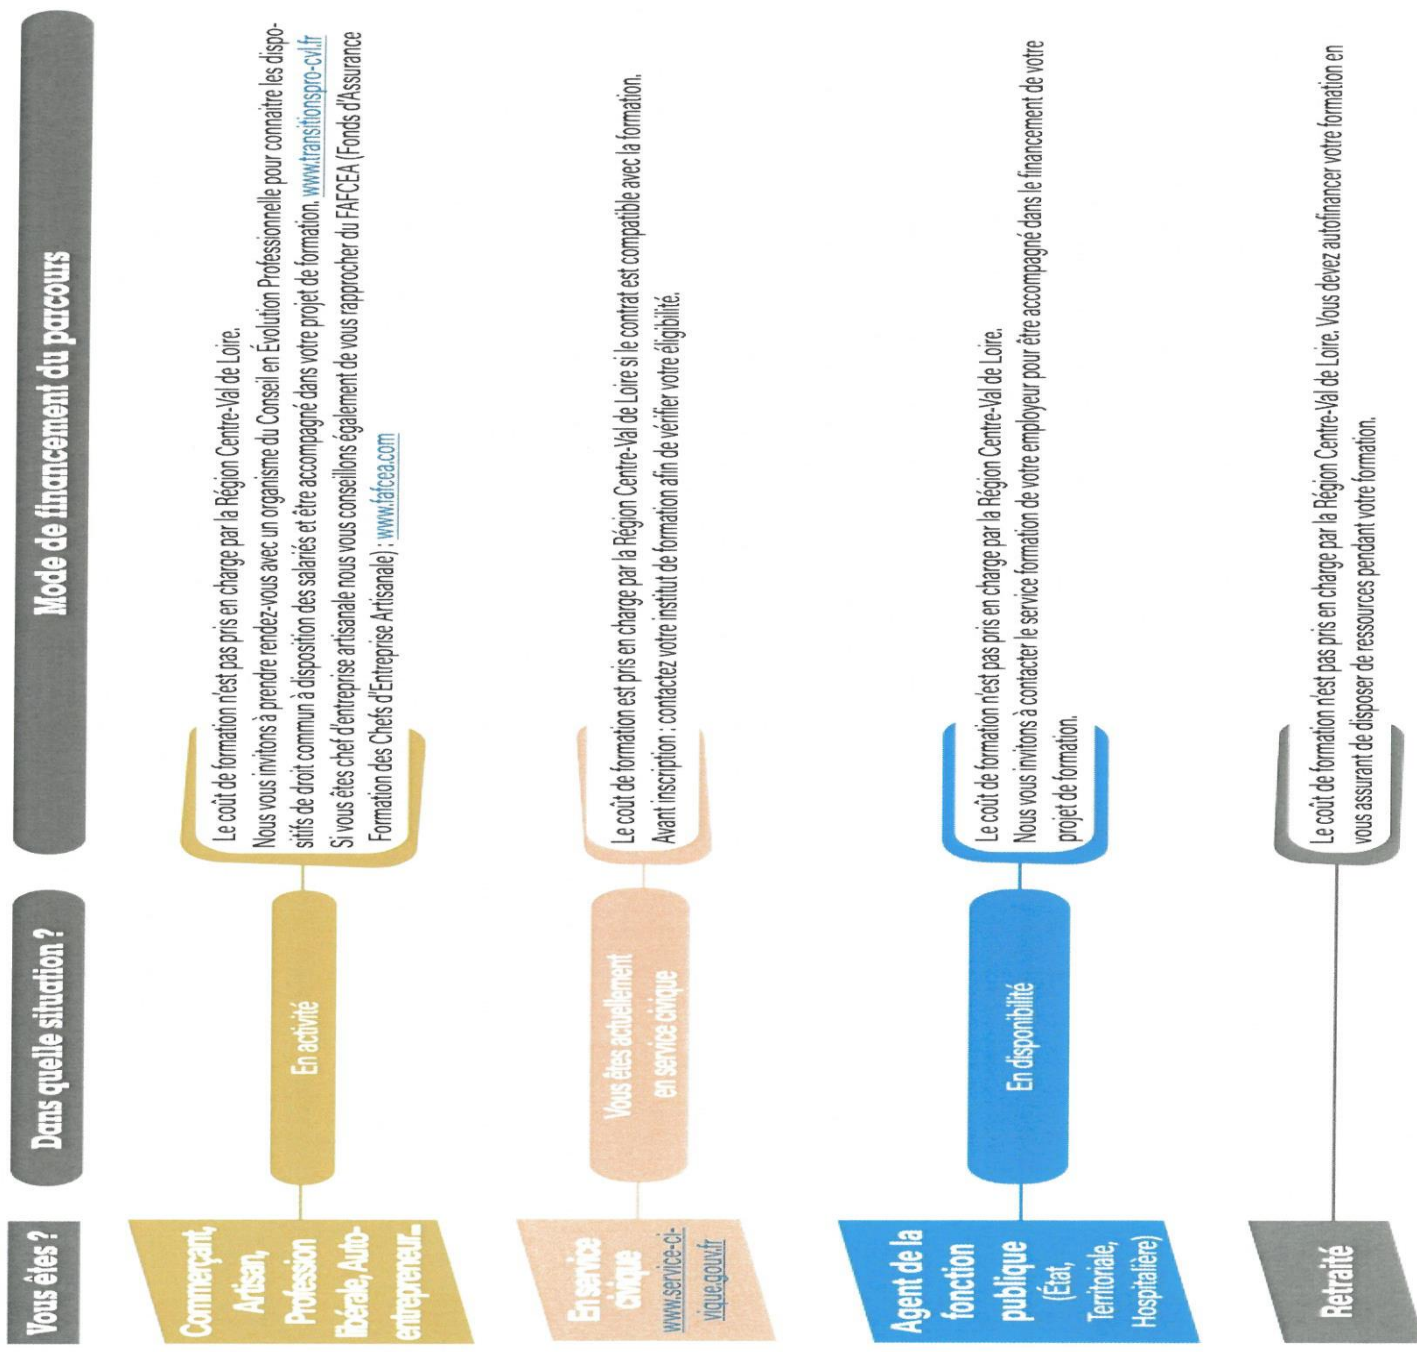 Vous êtes ?
Dans quelle situation ?
Mode de financement du parcours
Commerçant,
Artisan,
Profession
libérale, Auto-
entrepreneur...
En activité
Le coût de formation n'est pas pris en charge par la Région Centre-Val de Loire.
Nous vous invitons à prendre rendez-vous avec un organisme du Conseil en Évolution Professionnelle pour connaitre les dispo-
sitifs de droit commun à disposition des salariés et être accompagné dans votre projet de formation. www.transitionspro-cvl.fr
Si vous êtes chef d'entreprise artisanale nous vous conseillons également de vous rapprocher du FAFCEA (Fonds d'Assurance
Formation des Chefs d'Entreprise Artisanale) : www.fafcea.com
En service
civique
www.service-ci-
vique.gouv.fr
Vous êtes actuellement
en service civique
Le coût de formation est pris en charge par la Région Centre-Val de Loire si le contrat est compatible avec la formation.
Avant inscription : contactez votre institut de formation afin de vérifier votre éligibilité.
Agent de la
fonction
publique
(État,
Territoriale,
Hospitalière)
En disponibilité
Le coût de formation n'est pas pris en charge par la Région Centre-Val de Loire.
Nous vous invitons à contacter le service formation de votre employeur pour être accompagné dans le financement de votre
projet de formation.
Retraité
Le coût de formation n'est pas pris en charge par la Région Centre-Val de Loire. Vous devez autofinancer votre formation en
vous assurant de disposer de ressources pendant votre formation.